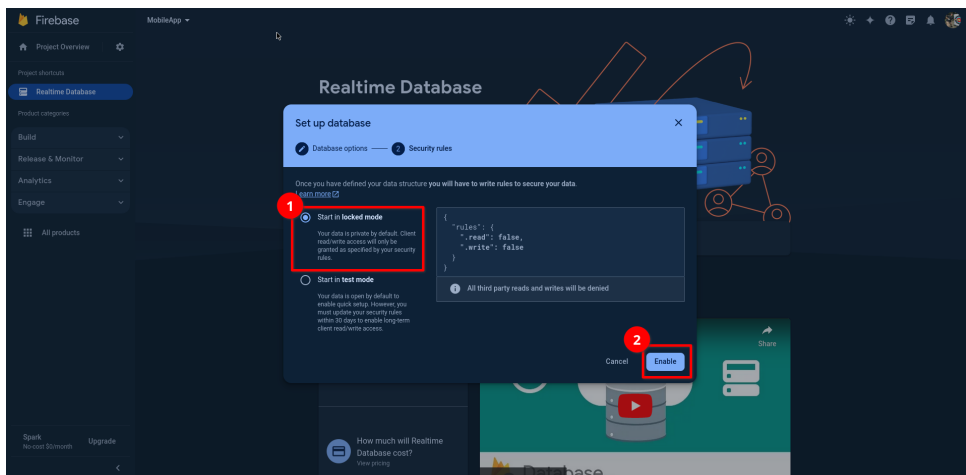 Firebase
MobileApp
Project Overview
Project shortcuts
Realtime Database
Product categories
Build
Release & Monitor
Analytics
Engage
All products
Spark
No-cost $0/month
Upgrade
Realtime Database
Set up database
Database options
2 Security rules
Once you have defined your data structure you will have to write rules to secure your data.
Learn more
1
Start in locked mode
Your data is private by default. Client
read/write access will only be
granted as specified by your security
rules.
Start in test mode
Your data is open by default to
enable quick setup. However, you
must update your security rules
within 30 days to enable long-term
client read/write access.
{
"rules": {
".read": false,
".write": false
}
}
All third party reads and writes will be denied
2
Cancel
Enable
Share
How much will Realtime
Database cost?
View pricing
Database